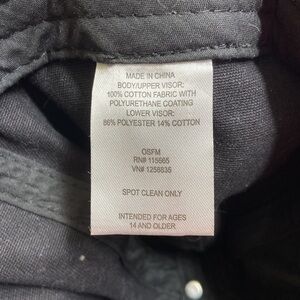 MADE IN CHINA
BODY/UPPER VISOR:
100% COTTON FABRIC WITH
POLYURETHANE COATING
LOWER VISOR:
86% POLYESTER 14% COTTON
OSFM
RN# 115665
VN# 1256835
SPOT CLEAN ONLY
INTENDED FOR AGES
14 AND OLDER